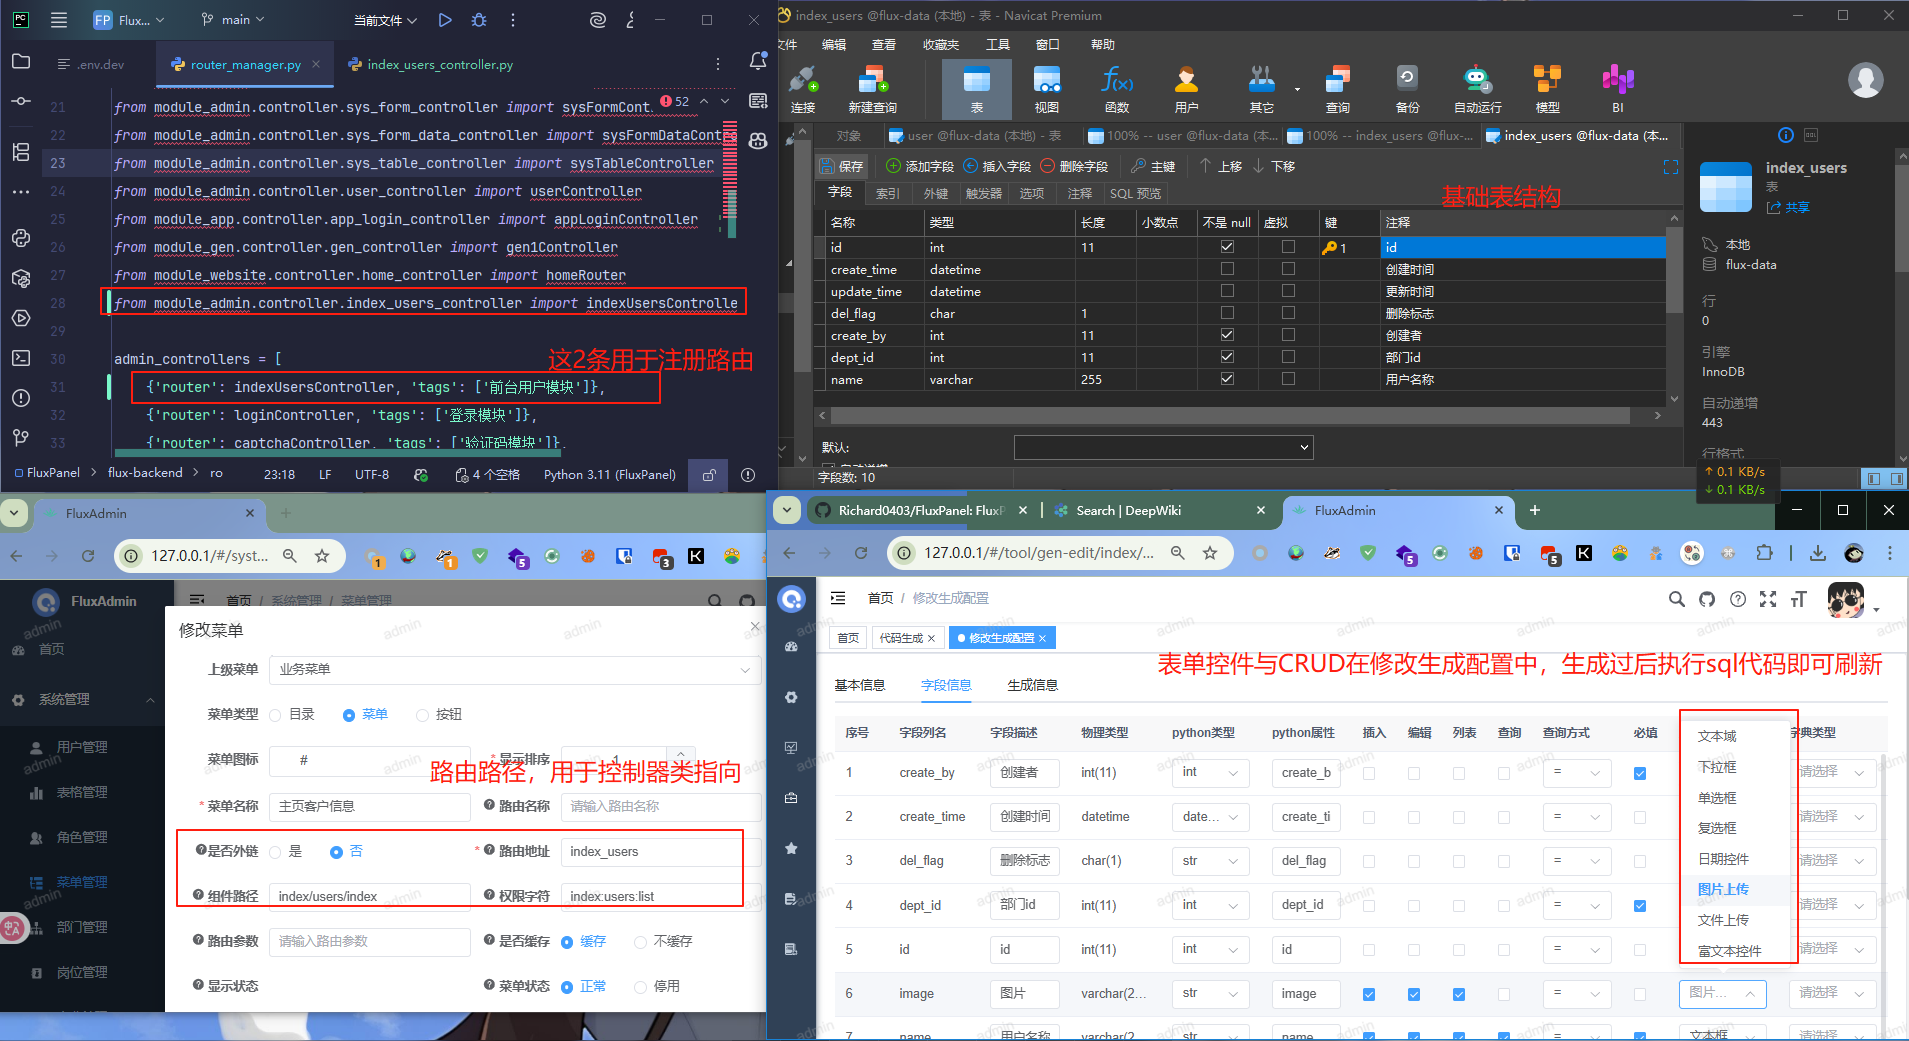 FP Flux...
main
当前文件
.env.dev
router_manager.py
index_users_controller.py
21 from module_admin.controller.sys_form_controller import sysFormCont
52
22 from module_admin.controller.sys_form_data_controller import sysFormDataContro
23 from module_admin.controller.sys_table_controller import sysTableController
24 from module_admin.controller.user_controller import userController
25 from module_app.controller.app_login_controller import appLoginController
26 from module_gen.controller.gen_controller import gen1Controller
27 from module_website.controller.home_controller import homeRouter
28 from module_admin.controller.index_users_controller import indexUsersControlle
29
30 admin_controllers = [
这2条用于注册路由
31 {'router': indexUsersController, 'tags': ['前台用户模块']},
32 {'router': loginController, 'tags': ['登录模块']},
33 {'router': captchaController, 'tags': ['验证码模块']},
FluxPanel > flux-backend > ro 23:18 LF UTF-8 4 个空格 Python 3.11 (FluxPanel)
index_users @flux-data (本地) - 表 - Navicat Premium
文件 编辑 查看 收藏夹 工具 窗口 帮助
连接 新建查询 表 视图 函数 用户 其它 查询 备份 自动运行 模型 BI
对象 user @flux-data (本地) - 表 100% -- user @flux-data (本... 100% -- index_users @flux-... index_users @flux-data (本...
保存 添加字段 插入字段 删除字段 主键 上移 下移
字段 索引 外键 触发器 选项 注释 SQL 预览
基础表结构
名称 类型 长度 小数点 不是 null 虚拟 键 注释
id int 11 1 id
create_time datetime 创建时间
update_time datetime 更新时间
del_flag char 1 删除标志
create_by int 11 创建者
dept_id int 11 部门id
name varchar 255 用户名称
默认:
自动递增
字段数: 10
index_users
表
共享
本地
flux-data
行
0
引擎
InnoDB
自动递增
443
行格式
↑ 0.1 KB/s
↓ 0.1 KB/s
FluxAdmin
127.0.0.1/#/syst...
FluxAdmin
首页 / 系统管理 / 菜单管理
首页
系统管理
用户管理
表格管理
角色管理
菜单管理
部门管理
岗位管理
修改菜单
上级菜单 业务菜单
菜单类型 目录 菜单 按钮
菜单图标 # * 显示排序
路由路径，用于控制器类指向
* 菜单名称 主页客户信息 路由名称 请输入路由名称
是否外链 是 否 * 路由地址 index_users
组件路径 index/users/index 权限字符 index:users:list
路由参数 请输入路由参数 是否缓存 缓存 不缓存
显示状态 菜单状态 正常 停用
Richard0403/FluxPanel: FluxP
Search | DeepWiki
FluxAdmin
127.0.0.1/#/tool/gen-edit/index/...
首页 / 修改生成配置
首页 代码生成 修改生成配置
表单控件与CRUD在修改生成配置中，生成过后执行sql代码即可刷新
基本信息 字段信息 生成信息
序号 字段列名 字段描述 物理类型 python类型 python属性 插入 编辑 列表 查询 查询方式 必填 字典类型
1 create_by 创建者 int(11) int create_b = 请选择
2 create_time 创建时间 datetime date... create_ti = 请选择
3 del_flag 删除标志 char(1) str del_flag = 请选择
4 dept_id 部门id int(11) int dept_id = 请选择
5 id id int(11) int id = 请选择
6 image 图片 varchar(2... str image = 图片... 请选择
7 name 用户名称 varchar(2 str name = 文本框 请选择
文本域
下拉框
单选框
复选框
日期控件
图片上传
文件上传
富文本控件
admin